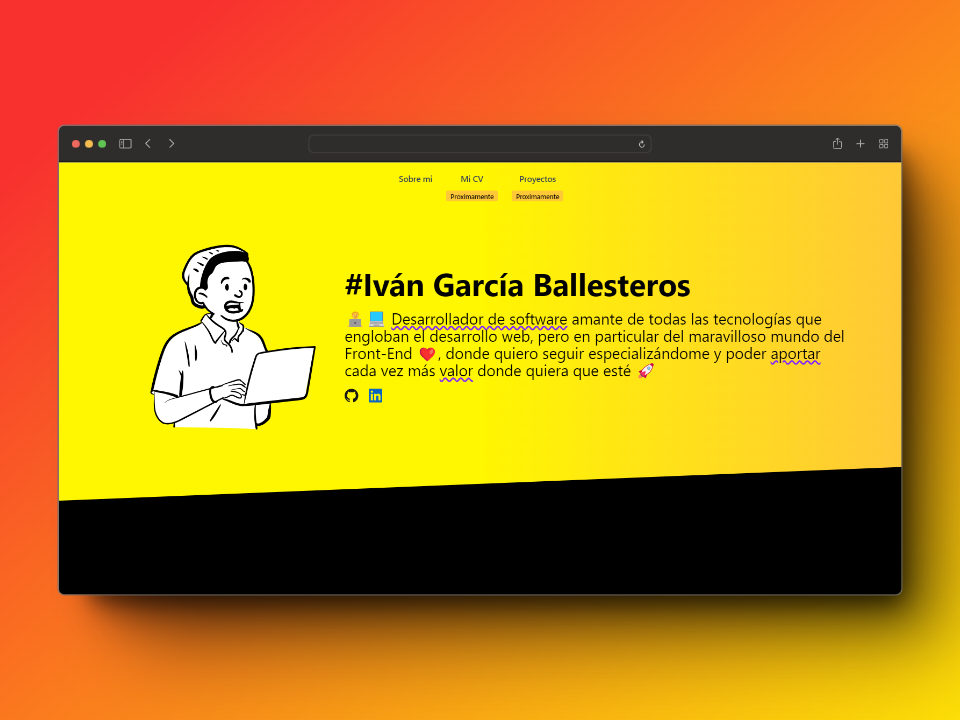 Sobre mi Mi CV Proyectos
Proximamente Proximamente
#Iván García Ballesteros
Desarrollador de software amante de todas las tecnologías que
engloban el desarrollo web, pero en particular del maravilloso mundo del
Front-End ❤️, donde quiero seguir especializándome y poder aportar
cada vez más valor donde quiera que esté 🚀
in